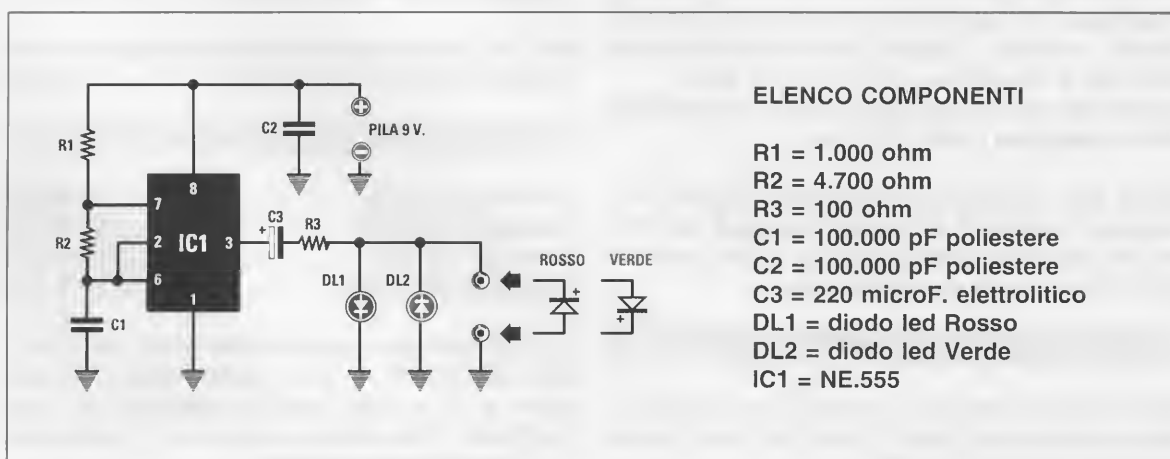 R1
R2
C1
8
7
2
6
IC1
3
1
C2
+
-
PILA 9 V.
+
C3
R3
DL1
DL2
ROSSO
VERDE
+
+
ELENCO COMPONENTI
R1 = 1.000 ohm
R2 = 4.700 ohm
R3 = 100 ohm
C1 = 100.000 pF poliestere
C2 = 100.000 pF poliestere
C3 = 220 microF. elettrolitico
DL1 = diodo led Rosso
DL2 = diodo led Verde
IC1 = NE.555